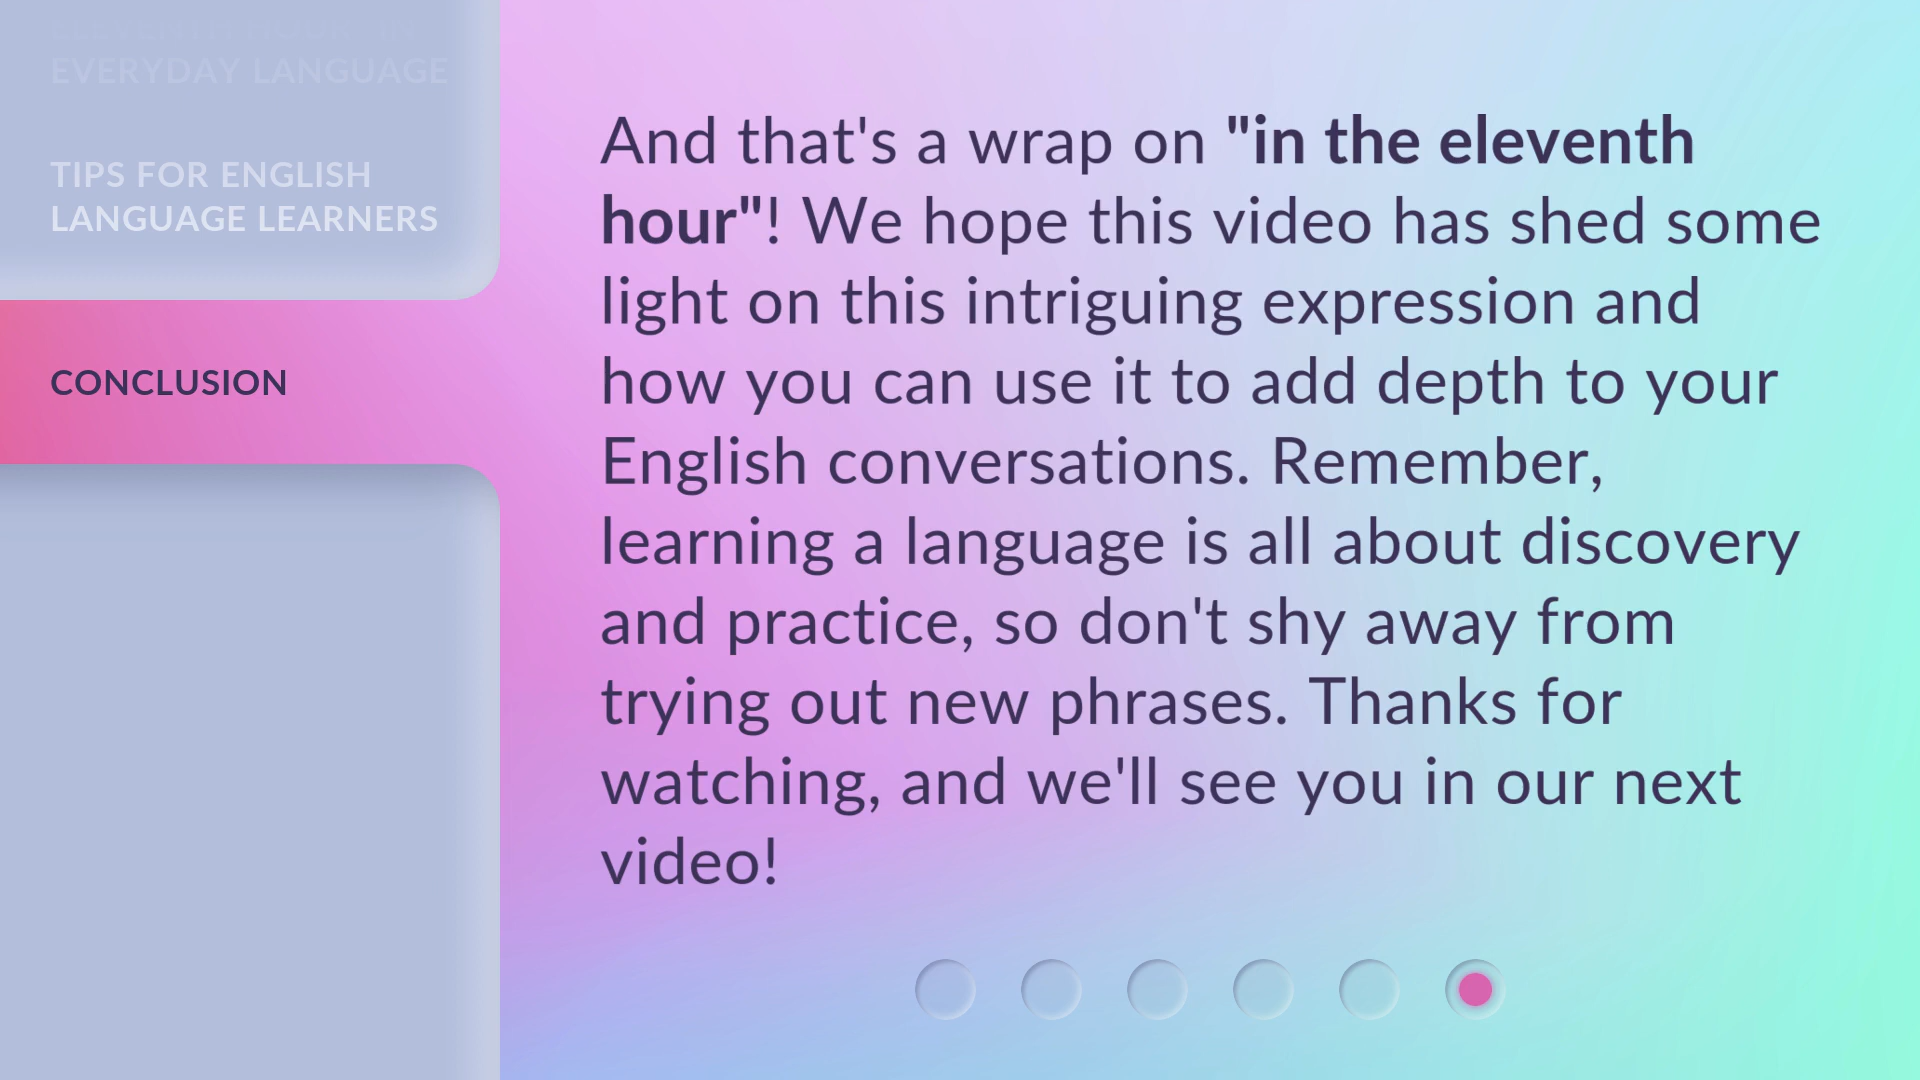 ELEVENTH HOUR" IN
EVERYDAY LANGUAGE
TIPS FOR ENGLISH
LANGUAGE LEARNERS
CONCLUSION
And that's a wrap on "in the eleventh
hour"! We hope this video has shed some
light on this intriguing expression and
how you can use it to add depth to your
English conversations. Remember,
learning a language is all about discovery
and practice, so don't shy away from
trying out new phrases. Thanks for
watching, and we'll see you in our next
video!